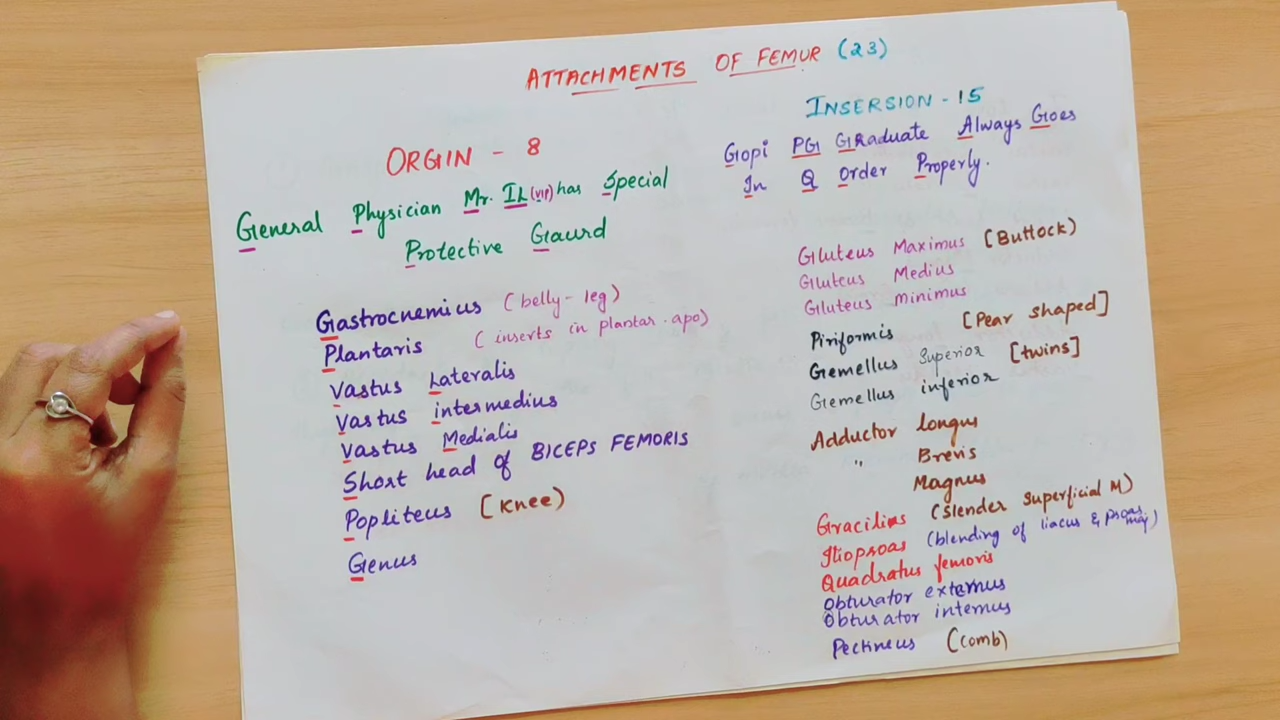 ATTACHMENTS OF FEMUR (23)
ORGIN - 8
General Physician Mr. IL (VIP) has Special
Protective Gaurd
Gastrocnemius (belly-leg)
Plantaris (inserts in plantar.apo)
Vastus Lateralis
Vastus intermedius
Vastus Medialis
Short head of BICEPS FEMORIS
Popliteus [Knee)
Genus
INSERSION - 15
Gopi PG GRaduate Always Goes
In Q Order Properly.
Gluteus Maximus [Buttock)
Gluteus Medius
Gluteus minimus
Piriformis [Pear shaped]
Gemellus Superior [twins]
Gemellus inferior
Adductor longus
" Brevis
Magnus
Gracilis (Slender Superficial M)
Iliopsoas (blending of liacus & Psoas maj)
Quadratus femoris
Obturator externus
Obturator internus
Pectineus (comb)